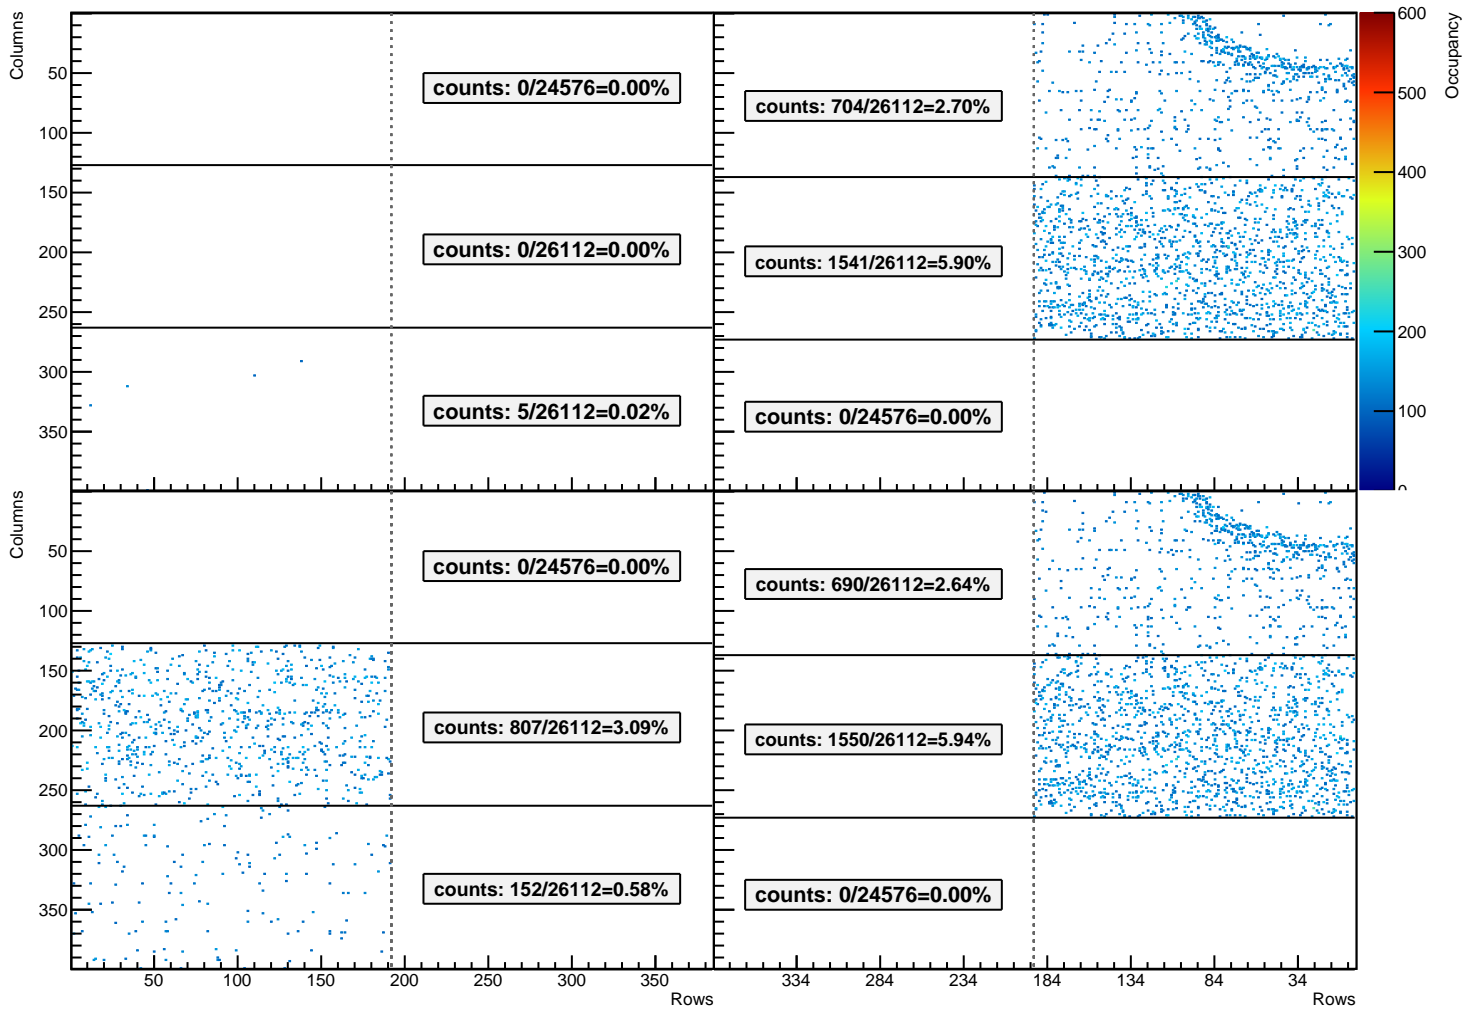 Columns
50
100
150
200
250
300
350
counts: 0/24576=0.00%
counts: 0/26112=0.00%
counts: 5/26112=0.02%
counts: 704/26112=2.70%
counts: 1541/26112=5.90%
counts: 0/24576=0.00%
600
500
400
300
200
100
0
Occupancy
Columns
50
100
150
200
250
300
350
counts: 0/24576=0.00%
counts: 807/26112=3.09%
counts: 152/26112=0.58%
counts: 690/26112=2.64%
counts: 1550/26112=5.94%
counts: 0/24576=0.00%
50 100 150 200 250 300 350
Rows
334 284 234 184 134 84 34
Rows